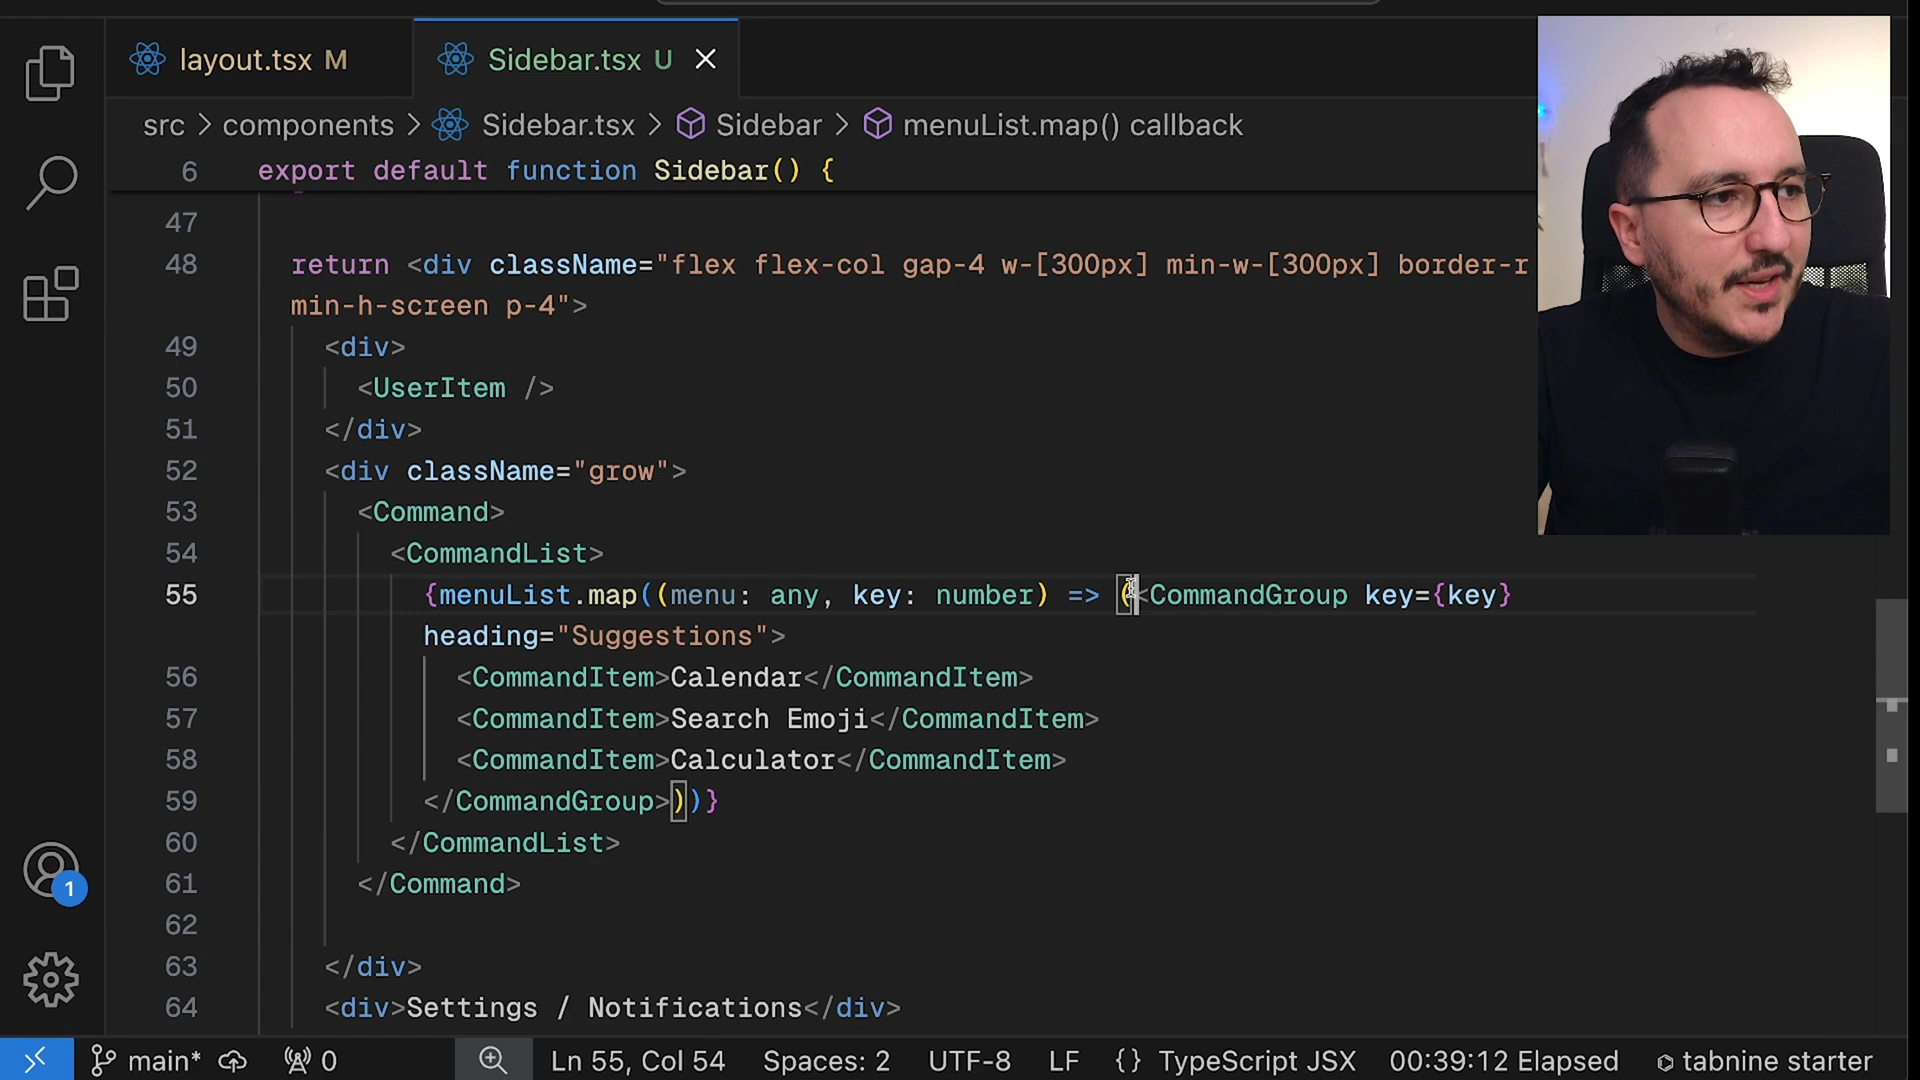 layout.tsx M
Sidebar.tsx U
src > components > Sidebar.tsx > Sidebar > menuList.map() callback
6 export default function Sidebar() {
47
48 return <div className="flex flex-col gap-4 w-[300px] min-w-[300px] border-r
min-h-screen p-4">
49 <div>
50 <UserItem />
51 </div>
52 <div className="grow">
53 <Command>
54 <CommandList>
55 {menuList.map((menu: any, key: number) => (<CommandGroup key={key}
heading="Suggestions">
56 <CommandItem>Calendar</CommandItem>
57 <CommandItem>Search Emoji</CommandItem>
58 <CommandItem>Calculator</CommandItem>
59 </CommandGroup>))}
60 </CommandList>
61 </Command>
62
63 </div>
64 <div>Settings / Notifications</div>
1
main* 0 Ln 55, Col 54 Spaces: 2 UTF-8 LF {} TypeScript JSX 00:39:12 Elapsed tabnine starter